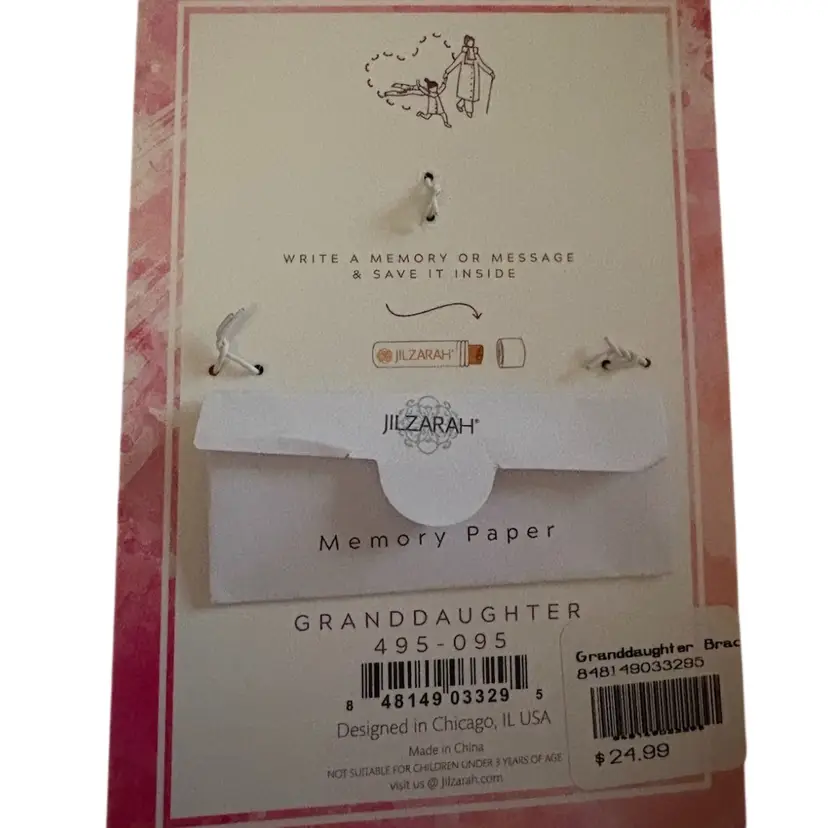 WRITE A MEMORY OR MESSAGE
& SAVE IT INSIDE
JILZARAH®
JILZARAH®
Memory Paper
GRANDDAUGHTER
495-095
8 48149 03329 5
Designed in Chicago, IL USA
Made in China
NOT SUITABLE FOR CHILDREN UNDER 3 YEARS OF AGE
visit us @ Jilzarah.com
Granddaughter Brac
848149033295
$24.99